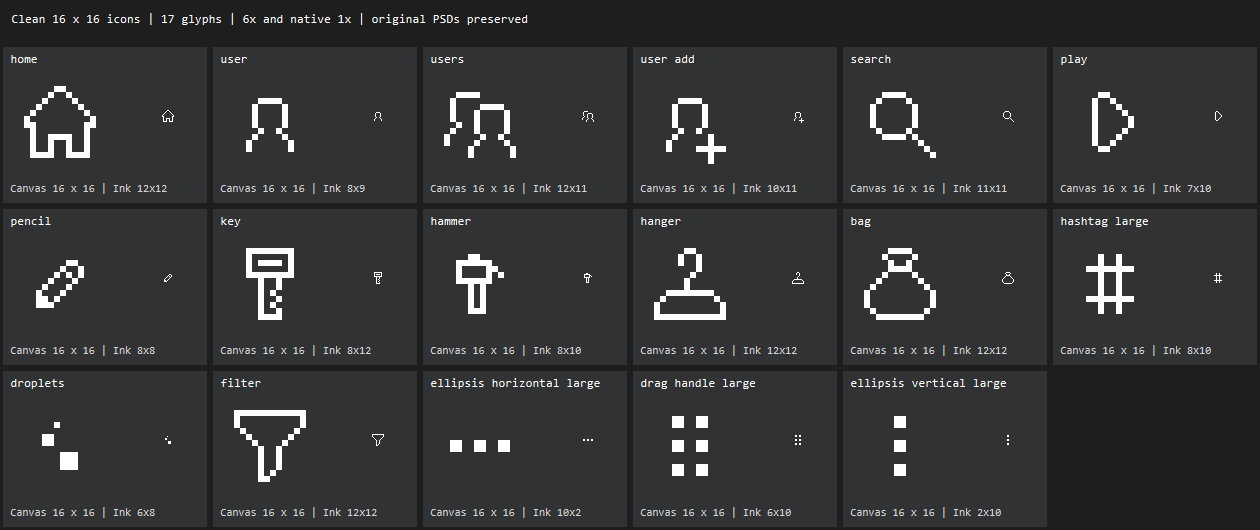 Clean 16 x 16 icons | 17 glyphs | 6x and native 1x | original PSDs preserved
home
user
users
user add
search
play
Canvas 16 x 16 | Ink 12x12
Canvas 16 x 16 | Ink 8x9
Canvas 16 x 16 | Ink 12x11
Canvas 16 x 16 | Ink 10x11
Canvas 16 x 16 | Ink 11x11
Canvas 16 x 16 | Ink 7x10
pencil
key
hammer
hanger
bag
hashtag large
Canvas 16 x 16 | Ink 8x8
Canvas 16 x 16 | Ink 8x12
Canvas 16 x 16 | Ink 8x10
Canvas 16 x 16 | Ink 12x12
Canvas 16 x 16 | Ink 12x12
Canvas 16 x 16 | Ink 8x10
droplets
filter
ellipsis horizontal large
drag handle large
ellipsis vertical large
Canvas 16 x 16 | Ink 6x8
Canvas 16 x 16 | Ink 12x12
Canvas 16 x 16 | Ink 10x2
Canvas 16 x 16 | Ink 6x10
Canvas 16 x 16 | Ink 2x10